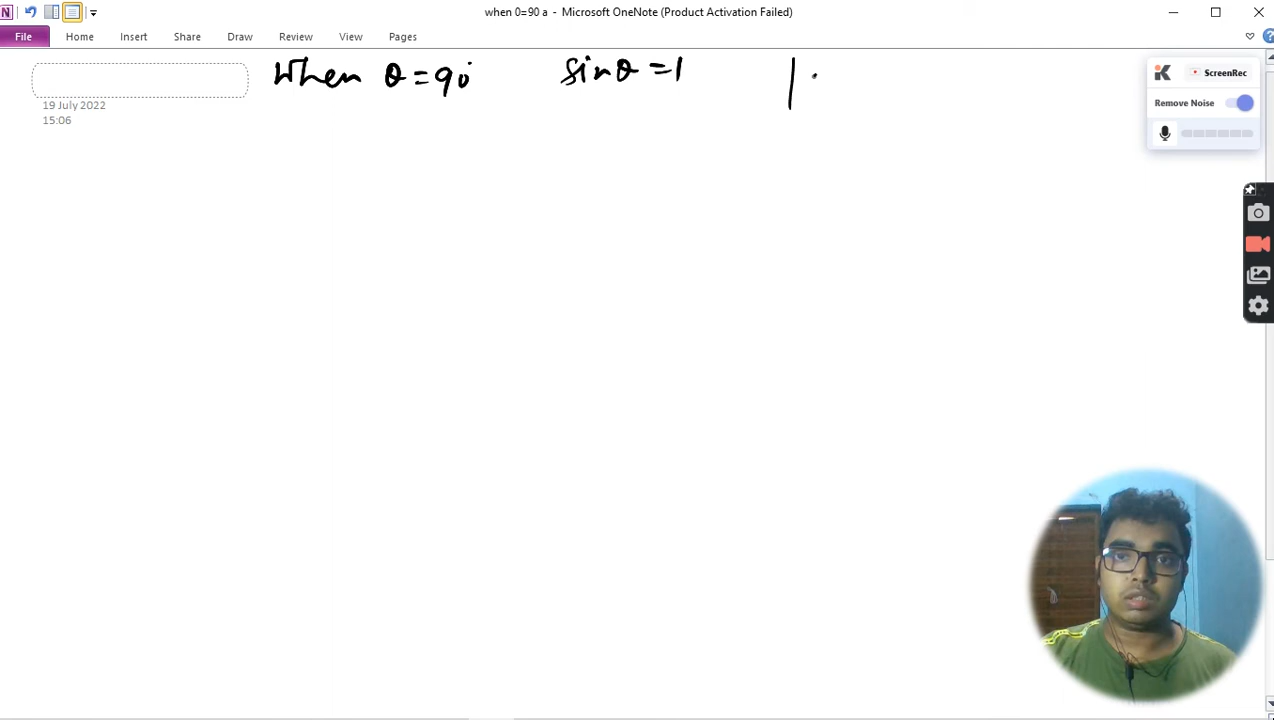 when 0=90 a - Microsoft OneNote (Product Activation Failed)
File Home Insert Share Draw Review View Pages
When θ = 90° sinθ = 1 |
19 July 2022
15:06
ScreenRec
Remove Noise